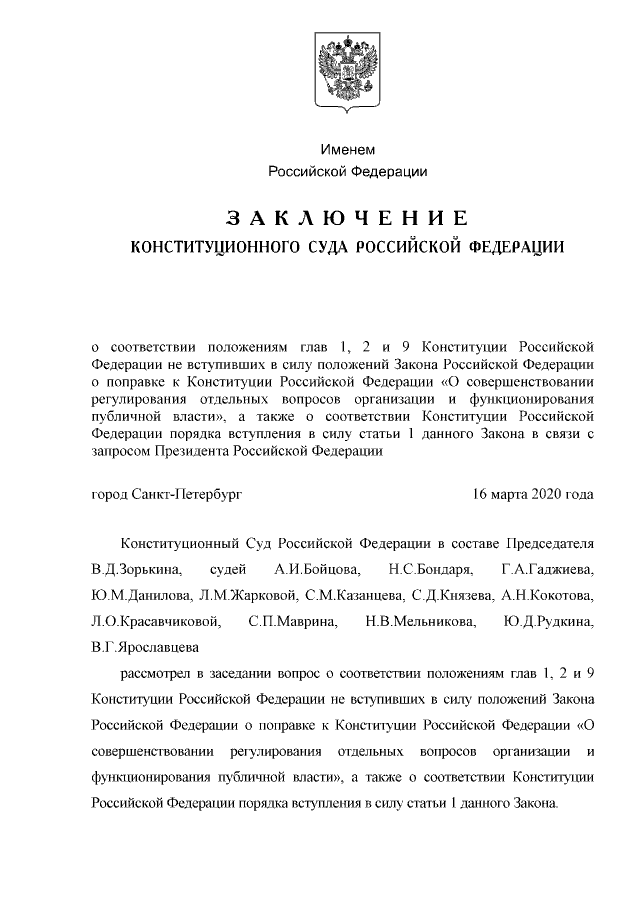 Именем
Российской Федерации
ЗАКЛЮЧЕНИЕ
КОНСТИТУЦИОННОГО СУДА РОССИЙСКОЙ ФЕДЕРАЦИИ
о соответствии положениям глав 1, 2 и 9 Конституции Российской
Федерации не вступивших в силу положений Закона Российской Федерации
о поправке к Конституции Российской Федерации «О совершенствовании
регулирования отдельных вопросов организации и функционирования
публичной власти», а также о соответствии Конституции Российской
Федерации порядка вступления в силу статьи 1 данного Закона в связи с
запросом Президента Российской Федерации
город Санкт-Петербург 16 марта 2020 года
Конституционный Суд Российской Федерации в составе Председателя
В.Д.Зорькина, судей А.И.Бойцова, Н.С.Бондаря, Г.А.Гаджиева,
Ю.М.Данилова, Л.М.Жарковой, С.М.Казанцева, С.Д.Князева, А.Н.Кокотова,
Л.О.Красавчиковой, С.П.Маврина, Н.В.Мельникова, Ю.Д.Рудкина,
В.Г.Ярославцева
рассмотрел в заседании вопрос о соответствии положениям глав 1, 2 и 9
Конституции Российской Федерации не вступивших в силу положений Закона
Российской Федерации о поправке к Конституции Российской Федерации «О
совершенствовании регулирования отдельных вопросов организации и
функционирования публичной власти», а также о соответствии Конституции
Российской Федерации порядка вступления в силу статьи 1 данного Закона.